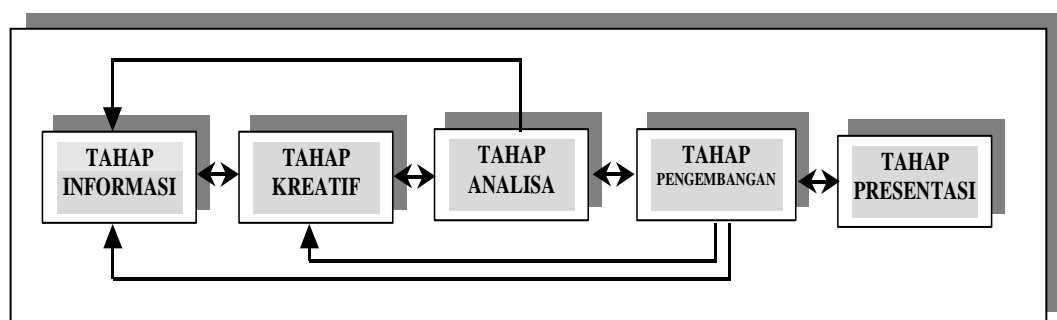 TAHAP
INFORMASI
TAHAP
KREATIF
TAHAP
ANALISA
TAHAP
PENGEMBANGAN
TAHAP
PRESENTASI